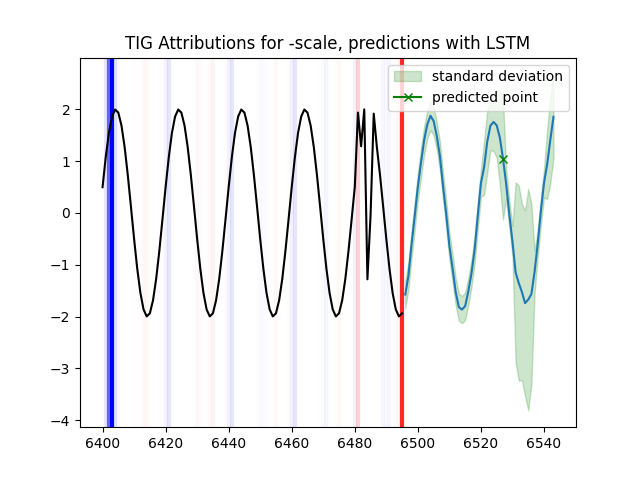 TIG Attributions for -scale, predictions with LSTM
standard deviation
predicted point
2
1
0
−1
−2
−3
−4
6400 6420 6440 6460 6480 6500 6520 6540